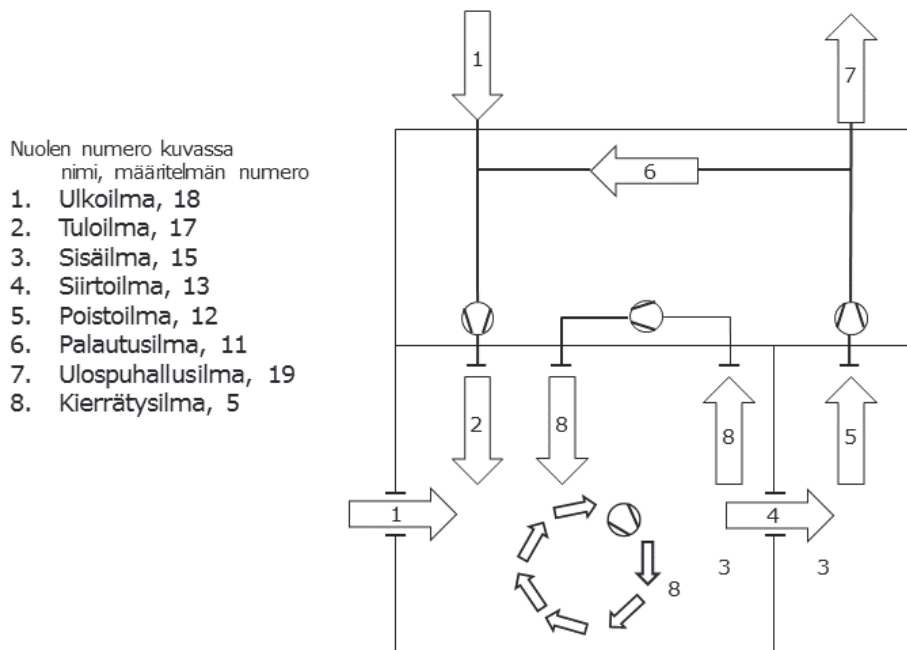 Nuolen numero kuvassa
nimi, määritelmän numero
1. Ulkoilma, 18
2. Tuloilma, 17
3. Sisäilma, 15
4. Siirtoilma, 13
5. Poistoilma, 12
6. Palautusilma, 11
7. Ulospuhallusilma, 19
8. Kierrätysilma, 5
1
7
6
2
8
8
5
1
4
3
3
8